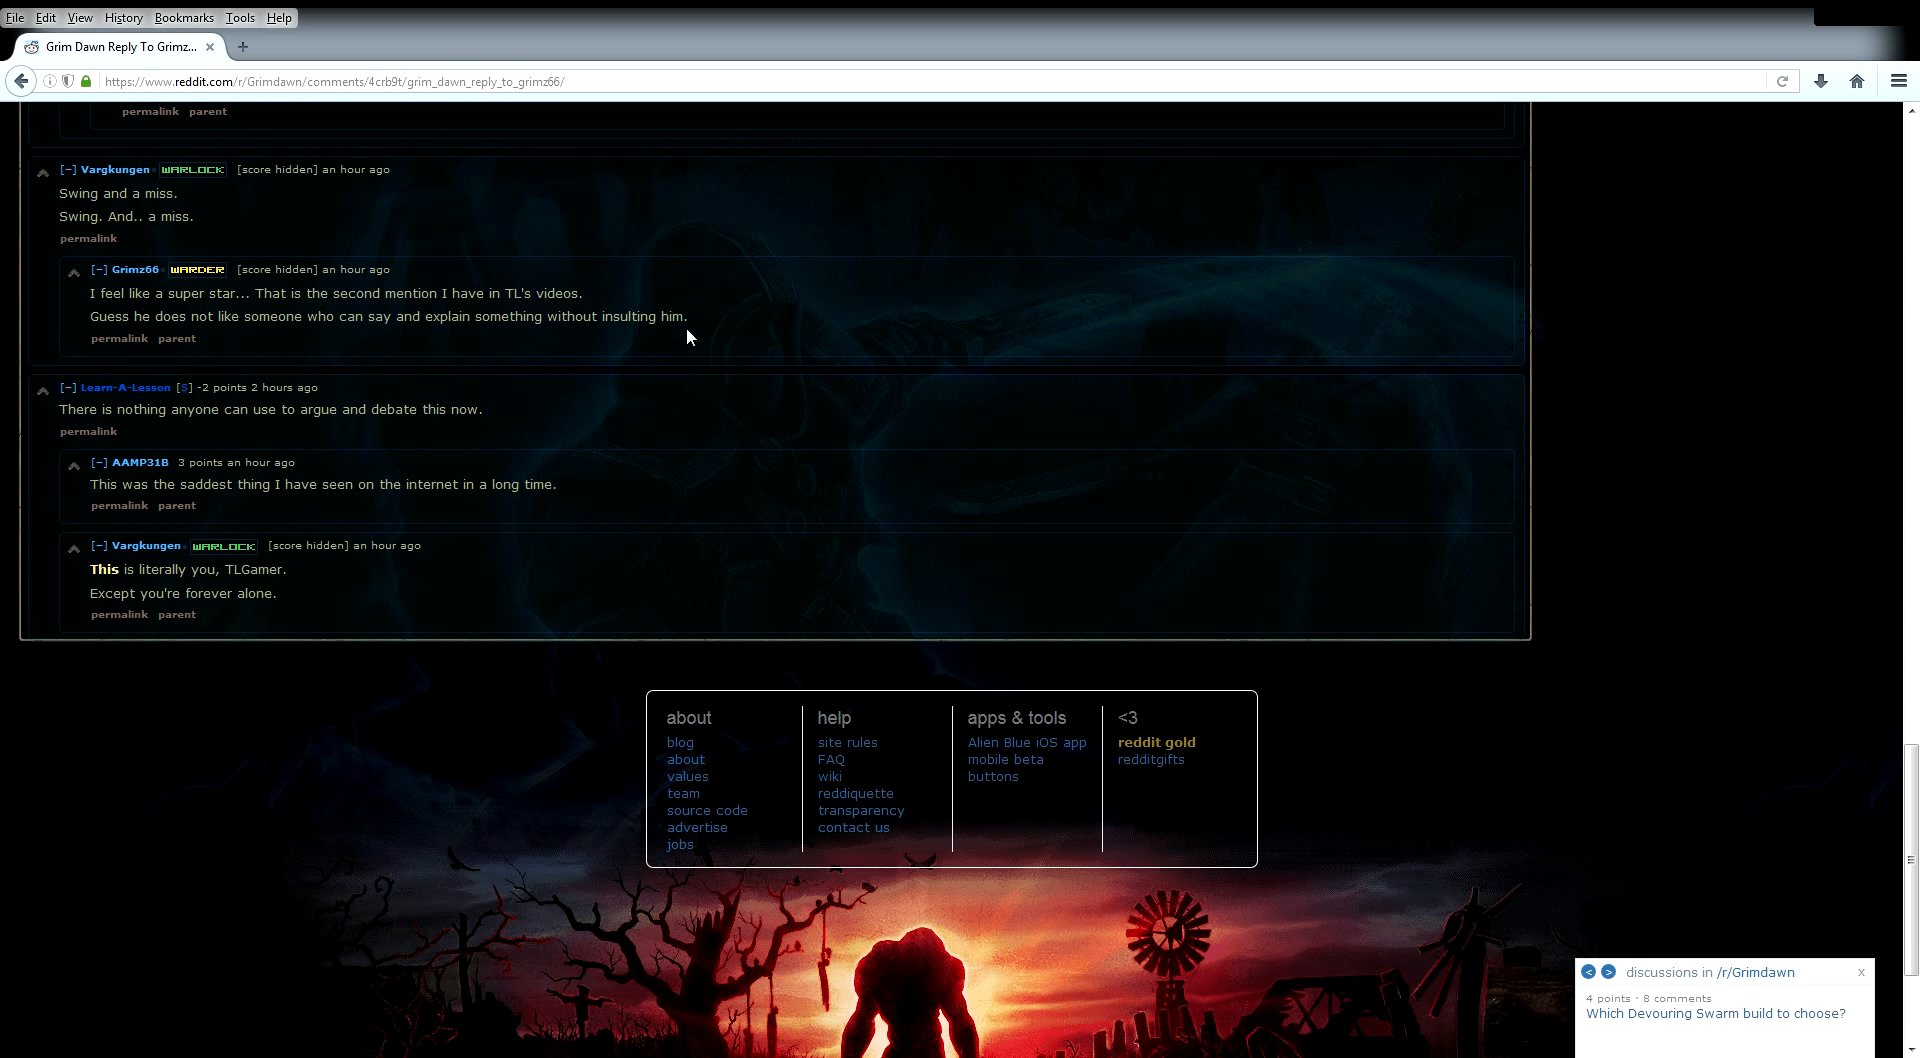 File Edit View History Bookmarks Tools Help
Grim Dawn Reply To Grimz...
https://www.reddit.com/r/Grimdawn/comments/4crb9t/grim_dawn_reply_to_grimz66/
permalink parent
[–] Vargkungen WARLOCK [score hidden] an hour ago
Swing and a miss.
Swing. And.. a miss.
permalink
[–] Grimz66 WARDER [score hidden] an hour ago
I feel like a super star... That is the second mention I have in TL's videos.
Guess he does not like someone who can say and explain something without insulting him.
permalink parent
[–] Learn-A-Lesson [S] -2 points 2 hours ago
There is nothing anyone can use to argue and debate this now.
permalink
[–] AAMP31B 3 points an hour ago
This was the saddest thing I have seen on the internet in a long time.
permalink parent
[–] Vargkungen WARLOCK [score hidden] an hour ago
This is literally you, TLGamer.
Except you're forever alone.
permalink parent
about
blog
about
values
team
source code
advertise
jobs
help
site rules
FAQ
wiki
reddiquette
transparency
contact us
apps & tools
Alien Blue iOS app
mobile beta
buttons
<3
reddit gold
redditgifts
< > discussions in /r/Grimdawn x
4 points · 8 comments
Which Devouring Swarm build to choose?